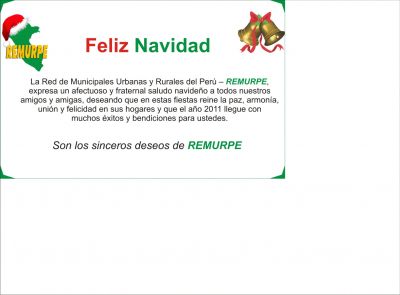 Feliz Navidad
REMURPE
La Red de Municipales Urbanas y Rurales del Perú – REMURPE,
expresa un afectuoso y fraternal saludo navideño a todos nuestros
amigos y amigas, deseando que en estas fiestas reine la paz, armonía,
unión y felicidad en sus hogares y que el año 2011 llegue con
muchos éxitos y bendiciones para ustedes.
Son los sinceros deseos de REMURPE